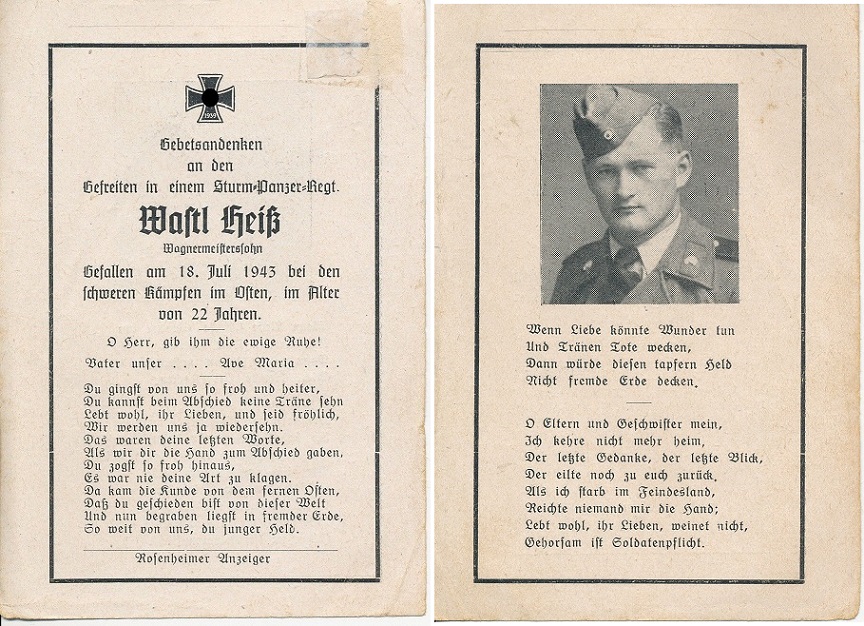 1939
Gebetsandenken
an den
Gefreiten in einem Sturm-Panzer-Regt.
Wastl Heiß
Wagnermeisterssohn
Gefallen am 18. Juli 1943 bei den
schweren Kämpfen im Osten, im Alter
von 22 Jahren.
O Herr, gib ihm die ewige Ruhe!
Vater unser . . . . Ave Maria . . . .
Du gingst von uns so froh und heiter,
Du kannst beim Abschied keine Träne sehn
Lebt wohl, ihr Lieben, und seid fröhlich,
Wir werden uns ja wiedersehn.
Das waren deine letzten Worte,
Als wir dir die Hand zum Abschied gaben,
Du zogst so froh hinaus,
Es war nie deine Art zu klagen.
Da kam die Kunde von dem fernen Osten,
Daß du geschieden bist von dieser Welt
Und nun begraben liegst in fremder Erde,
So weit von uns, du junger Held.
Rosenheimer Anzeiger
Wenn Liebe könnte Wunder tun
Und Tränen Tote wecken,
Dann würde diesen tapfern Held
Nicht fremde Erde decken.
O Eltern und Geschwister mein,
Ich kehre nicht mehr heim,
Der letzte Gedanke, der letzte Blick,
Der eilte noch zu euch zurück.
Als ich starb im Feindesland,
Reichte niemand mir die Hand;
Lebt wohl, ihr Lieben, weinet nicht,
Gehorsam ist Soldatenpflicht.